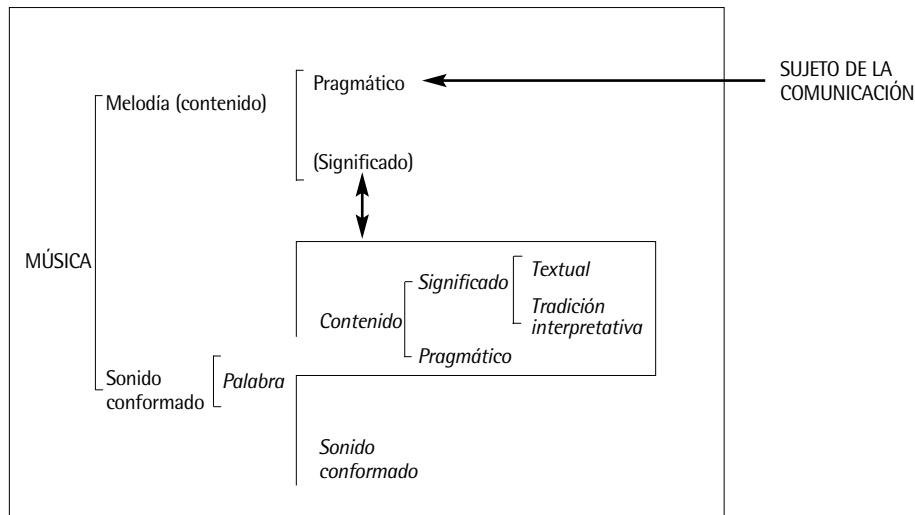 Pragmático
SUJETO DE LA
COMUNICACIÓN
Melodía (contenido)
(Significado)
MÚSICA
Significado
Textual
Tradición
interpretativa
Contenido
Pragmático
Sonido
conformado
Palabra
Sonido
conformado